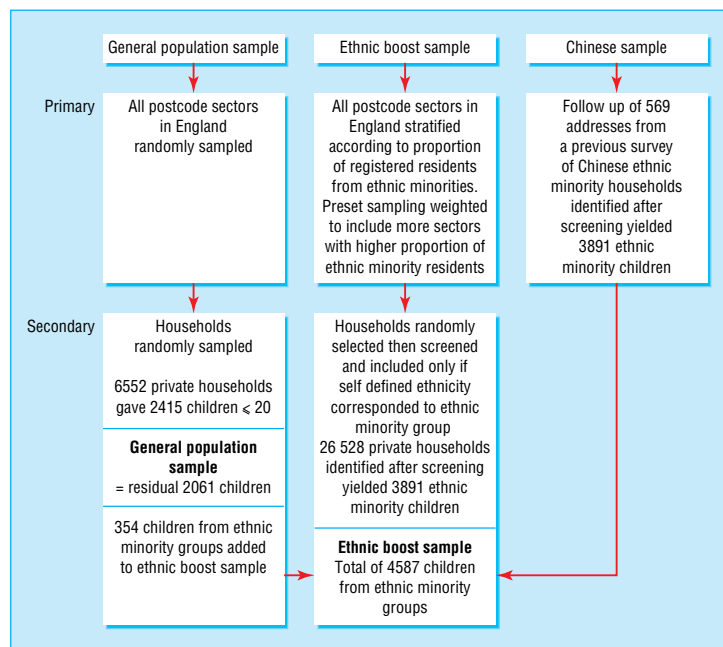 General population sample
Ethnic boost sample
Chinese sample
Primary
All postcode sectors
in England
randomly sampled
All postcode sectors in
England stratified
according to proportion
of registered residents
from ethnic minorities.
Preset sampling weighted
to include more sectors
with higher proportion of
ethnic minority residents
Follow up of 569
addresses from
a previous survey
of Chinese ethnic
minority households
identified after
screening yielded
3891 ethnic
minority children
Secondary
Households
randomly sampled
6552 private households
gave 2415 children ⩽ 20
General population
sample
= residual 2061 children
354 children from ethnic
minority groups added
to ethnic boost sample
Households randomly
selected then screened
and included only if
self defined ethnicity
corresponded to ethnic
minority group
26 528 private households
identified after screening
yielded 3891 ethnic
minority children
Ethnic boost sample
Total of 4587 children
from ethnic minority
groups